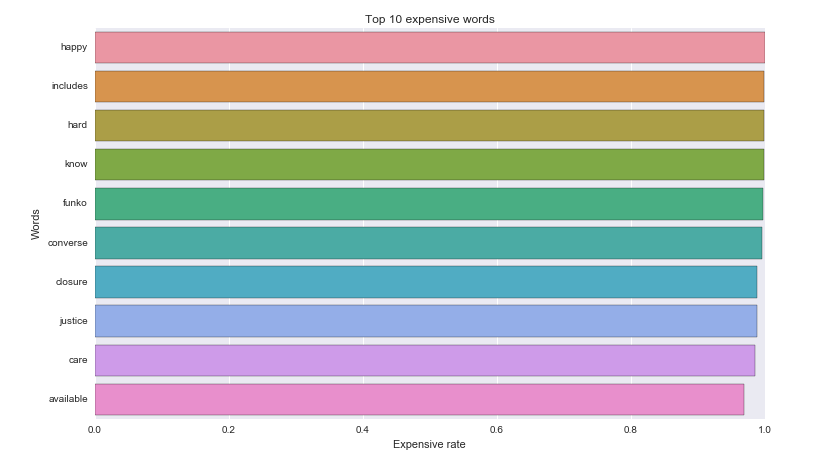 Top 10 expensive words
happy
includes
hard
know
funko
converse
closure
justice
care
available
Words
0.0 0.2 0.4 0.6 0.8 1.0
Expensive rate